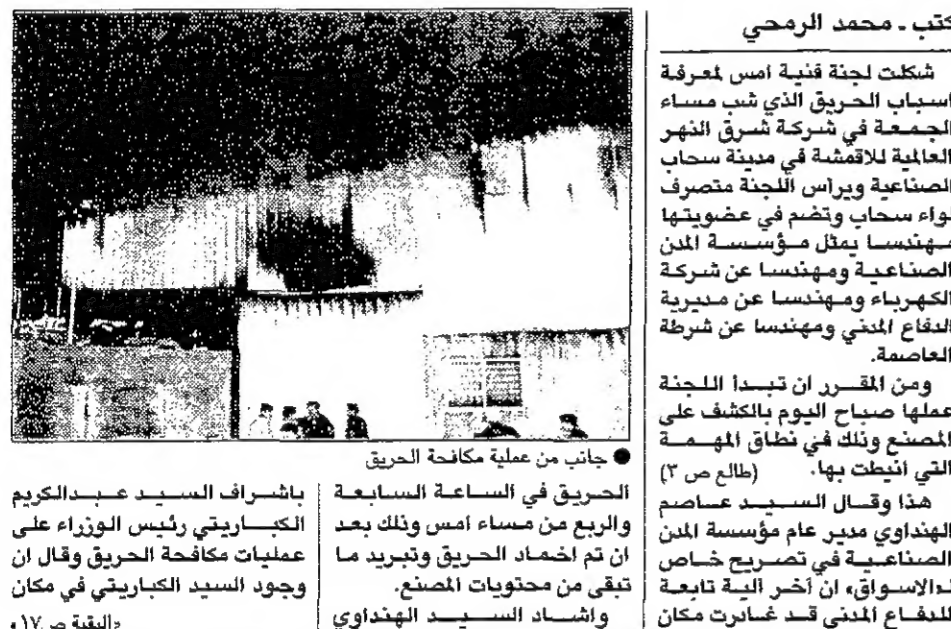 كتب ـ محمد الرمحي
شكلت لجنة فنية امس لمعرفة
اسباب الحريق الذي شب مساء
الجمعة في شركة شرق النهر
العالمية للاقمشة في مدينة سحاب
الصناعية ويرأس اللجنة متصرف
لواء سحاب وتضم في عضويتها
مهندسا يمثل مؤسسة المدن
الصناعية ومهندسا عن شركة
الكهرباء ومهندسا عن مديرية
الدفاع المدني ومهندسا عن شرطة
العاصمة.
ومن المقرر ان تبدأ اللجنة
عملها صباح اليوم بالكشف على
المصنع وذلك في نطاق المهمة
التي انيطت بها. (طالع ص ٣)
هذا وقال السيد عاصم
الهنداوي مدير عام مؤسسة المدن
الصناعية في تصريح خاص
لـ«الاسواق» ان آخر آلية تابعة
للدفاع المدني قد غادرت مكان
● جانب من عملية مكافحة الحريق
الحريق في الساعة السابعة
والربع من مساء امس وذلك بعد
ان تم اخماد الحريق وتبريد ما
تبقى من محتويات المصنع.
واشاد السيد الهنداوي
باشراف السيد عبدالكريم
الكباريتي رئيس الوزراء على
عمليات مكافحة الحريق وقال ان
وجود السيد الكباريتي في مكان
«البقية ص ١٧»